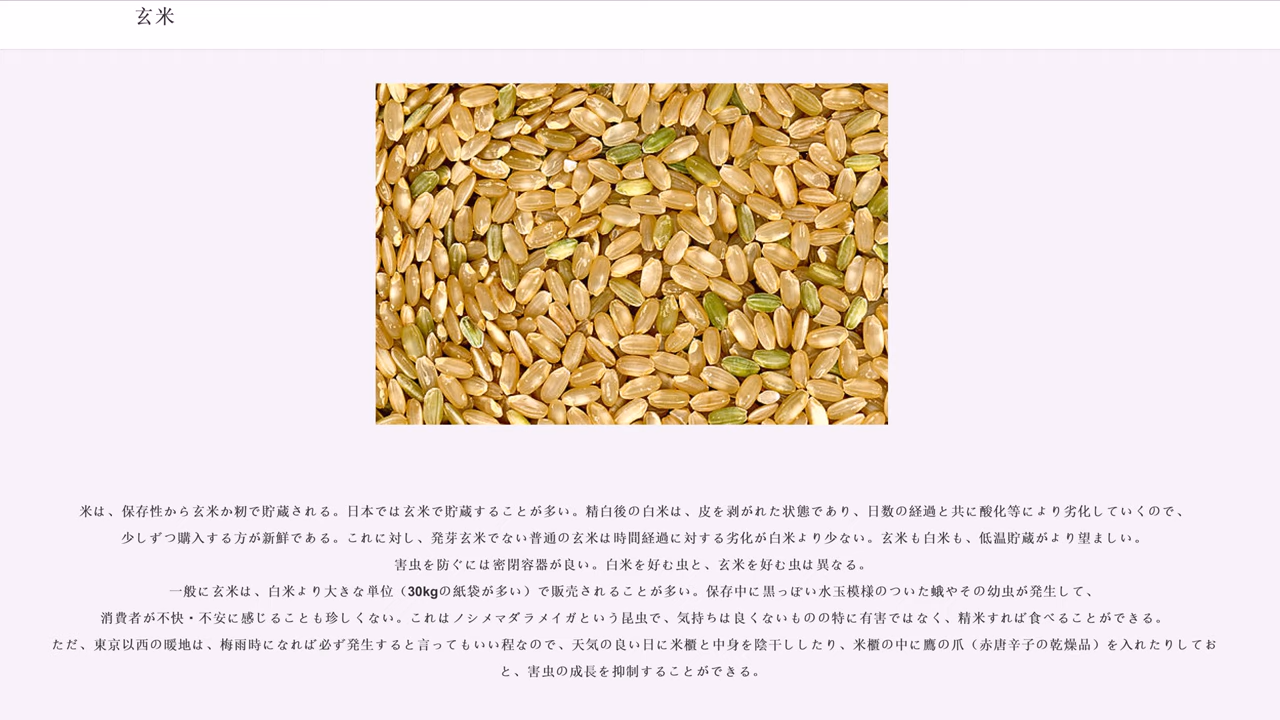 玄米
米は、保存性から玄米か籾で貯蔵される。日本では玄米で貯蔵することが多い。精白後の白米は、皮を剥がれた状態であり、日数の経過と共に酸化等により劣化していくので、
少しずつ購入する方が新鮮である。これに対し、発芽玄米でない普通の玄米は時間経過に対する劣化が白米より少ない。玄米も白米も、低温貯蔵がより望ましい。
害虫を防ぐには密閉容器が良い。白米を好む虫と、玄米を好む虫は異なる。
一般に玄米は、白米より大きな単位（30kgの紙袋が多い）で販売されることが多い。保存中に黒っぽい水玉模様のついた蛾やその幼虫が発生して、
消費者が不快・不安に感じることも珍しくない。これはノシメマダラメイガという昆虫で、気持ちは良くないものの特に有害ではなく、精米すれば食べることができる。
ただ、東京以西の暖地は、梅雨時になれば必ず発生すると言ってもいい程なので、天気の良い日に米櫃と中身を陰干ししたり、米櫃の中に鷹の爪（赤唐辛子の乾燥品）を入れたりしてお
と、害虫の成長を抑制することができる。